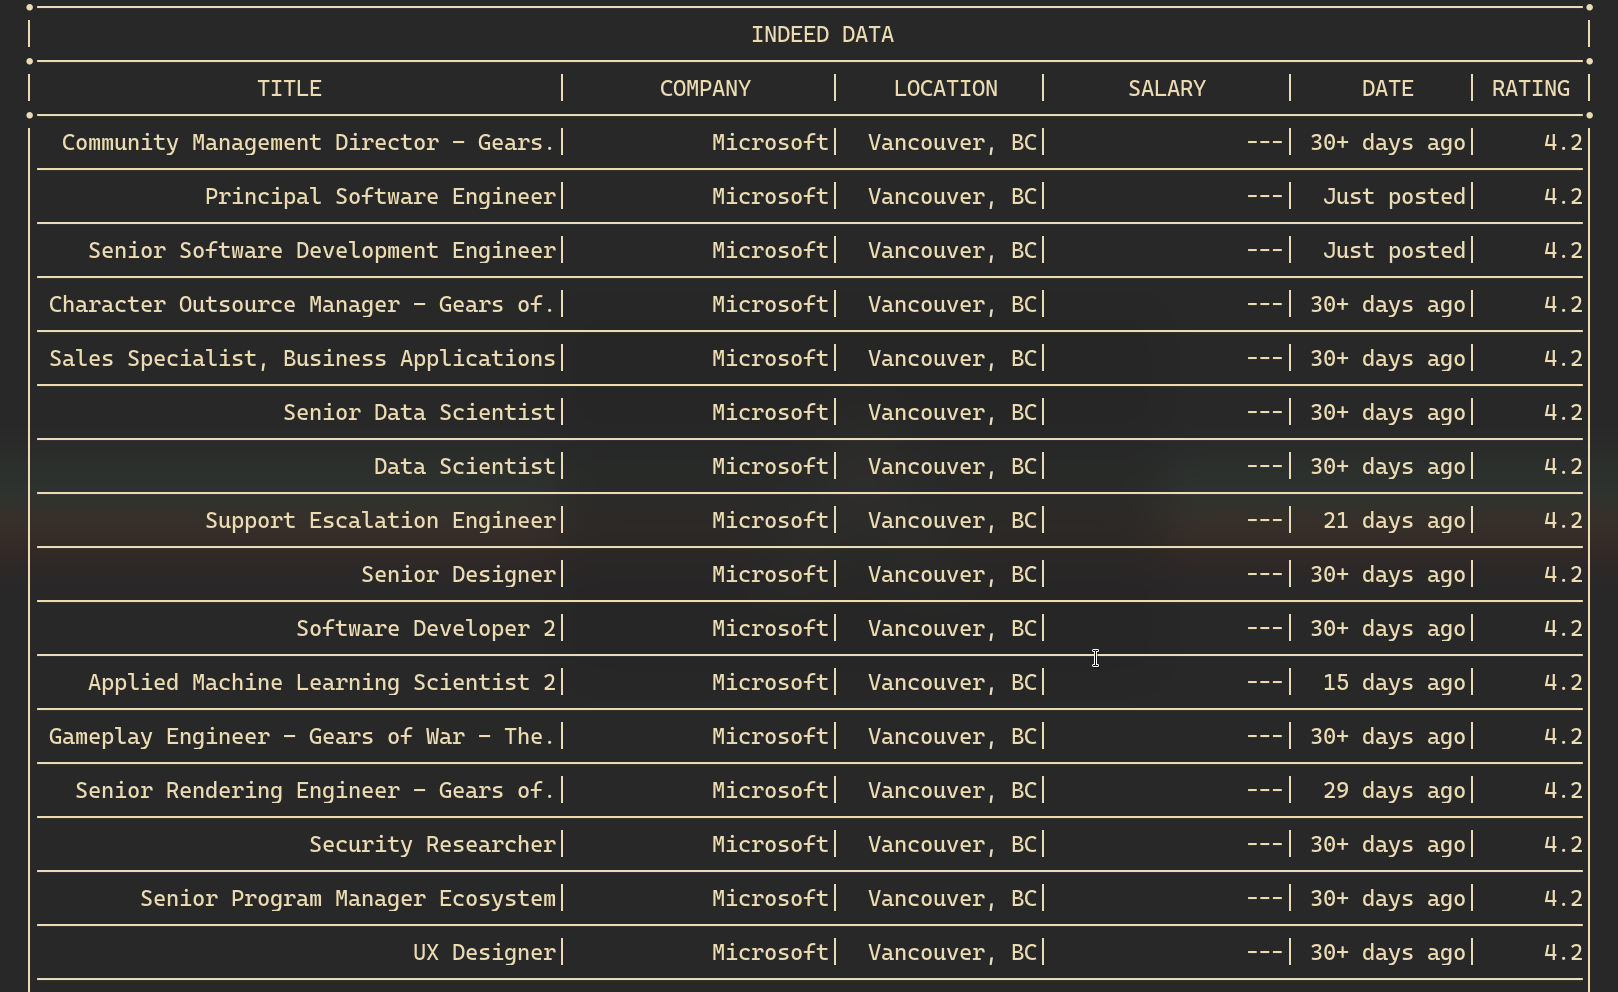 INDEED DATA
TITLE | COMPANY | LOCATION | SALARY | DATE | RATING
Community Management Director – Gears.| Microsoft| Vancouver, BC| ---| 30+ days ago| 4.2
Principal Software Engineer| Microsoft| Vancouver, BC| ---| Just posted| 4.2
Senior Software Development Engineer| Microsoft| Vancouver, BC| ---| Just posted| 4.2
Character Outsource Manager – Gears of.| Microsoft| Vancouver, BC| ---| 30+ days ago| 4.2
Sales Specialist, Business Applications| Microsoft| Vancouver, BC| ---| 30+ days ago| 4.2
Senior Data Scientist| Microsoft| Vancouver, BC| ---| 30+ days ago| 4.2
Data Scientist| Microsoft| Vancouver, BC| ---| 30+ days ago| 4.2
Support Escalation Engineer| Microsoft| Vancouver, BC| ---| 21 days ago| 4.2
Senior Designer| Microsoft| Vancouver, BC| ---| 30+ days ago| 4.2
Software Developer 2| Microsoft| Vancouver, BC| ---| 30+ days ago| 4.2
Applied Machine Learning Scientist 2| Microsoft| Vancouver, BC| ---| 15 days ago| 4.2
Gameplay Engineer – Gears of War – The.| Microsoft| Vancouver, BC| ---| 30+ days ago| 4.2
Senior Rendering Engineer – Gears of.| Microsoft| Vancouver, BC| ---| 29 days ago| 4.2
Security Researcher| Microsoft| Vancouver, BC| ---| 30+ days ago| 4.2
Senior Program Manager Ecosystem| Microsoft| Vancouver, BC| ---| 30+ days ago| 4.2
UX Designer| Microsoft| Vancouver, BC| ---| 30+ days ago| 4.2